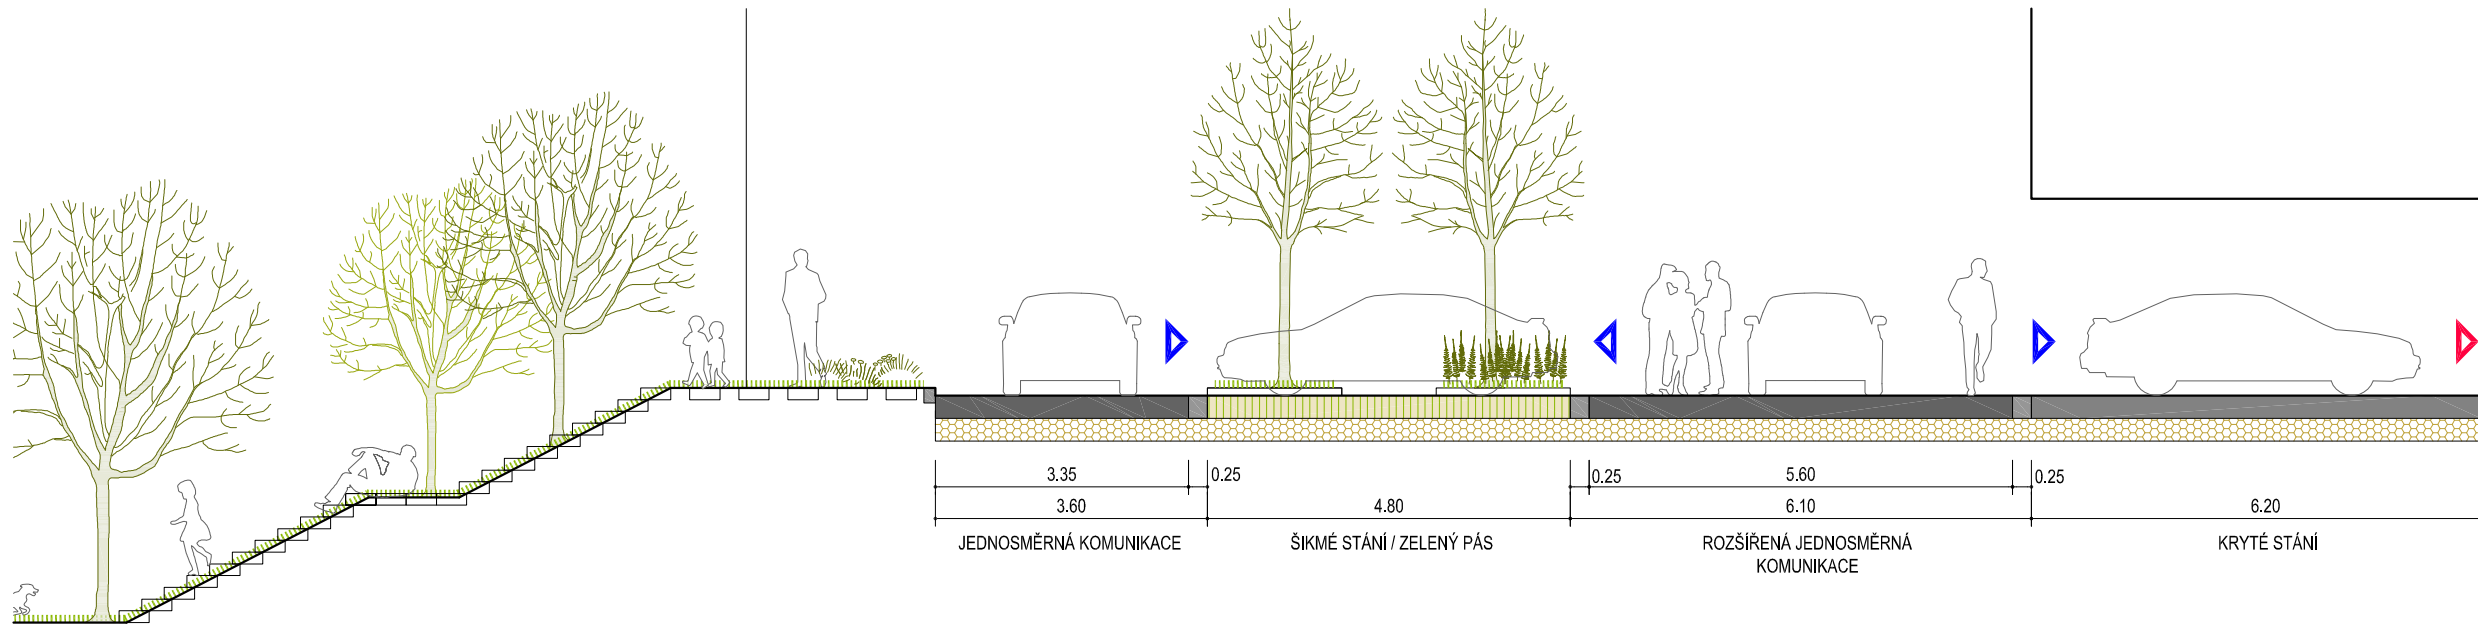 3.35
0.25
0.25
5.60
0.25
3.60
4.80
6.10
6.20
JEDNOSMĚRNÁ KOMUNIKACE
ŠIKMÉ STÁNÍ / ZELENÝ PÁS
ROZŠÍŘENÁ JEDNOSMĚRNÁ
KOMUNIKACE
KRYTÉ STÁNÍ